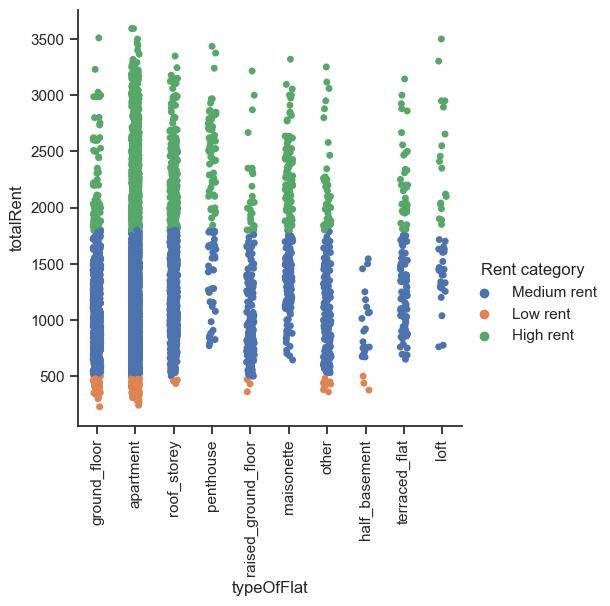 3500
3000
2500
2000
1500
1000
500
totalRent
ground_floor
apartment
roof_storey
penthouse
raised_ground_floor
maisonette
other
half_basement
terraced_flat
loft
typeOfFlat
Rent category
Medium rent
Low rent
High rent